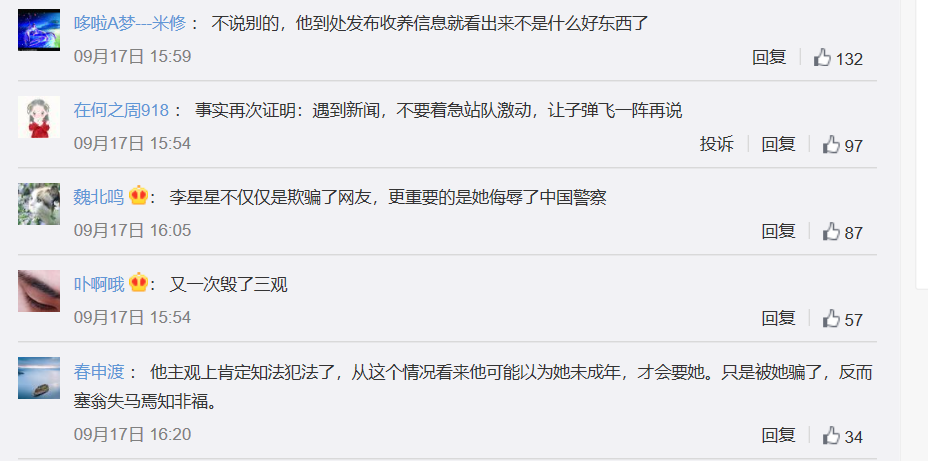 哆啦A梦---米修： 不说别的，他到处发布收养信息就看出来不是什么好东西了
09月17日 15:59
回复 132
在何之周918： 事实再次证明：遇到新闻，不要着急站队激动，让子弹飞一阵再说
09月17日 15:54
投诉 回复 97
魏北鸣： 李星星不仅仅是欺骗了网友，更重要的是她侮辱了中国警察
09月17日 16:05
回复 87
卟啊哦： 又一次毁了三观
09月17日 15:54
回复 57
春申渡： 他主观上肯定知法犯法了，从这个情况看来他可能以为她未成年，才会要她。只是被她骗了，反而
塞翁失马焉知非福。
09月17日 16:20
回复 34